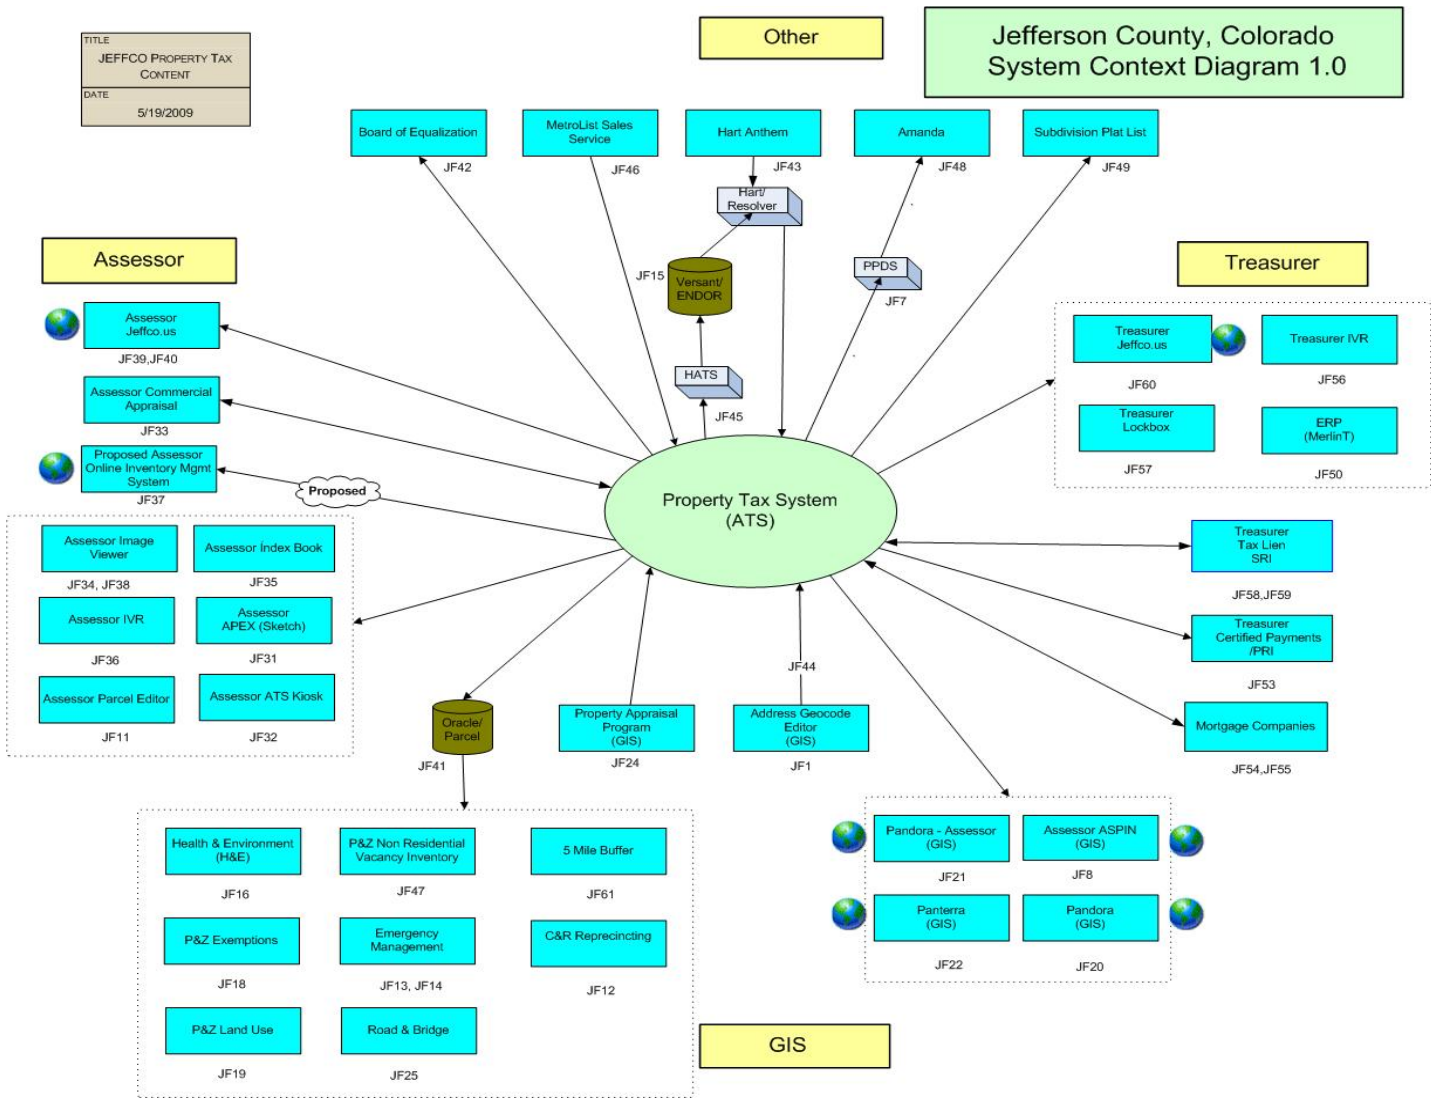 TITLE
JEFFCO PROPERTY TAX
CONTENT
DATE
5/19/2009
Other
Jefferson County, Colorado
System Context Diagram 1.0
Board of Equalization
JF42
MetroList Sales
Service
JF46
Hart Anthem
JF43
Amanda
JF48
Subdivision Plat List
JF49
Hart/
Resolver
JF15
Versant/
ENDOR
PPDS
JF7
HATS
JF45
Assessor
Assessor
Jeffco.us
JF39,JF40
Assessor Commercial
Appraisal
JF33
Proposed Assessor
Online Inventory Mgmt
System
JF37
Proposed
Treasurer
Treasurer
Jeffco.us
JF60
Treasurer IVR
JF56
Treasurer
Lockbox
JF57
ERP
(MerlinT)
JF50
Property Tax System
(ATS)
Assessor Image
Viewer
JF34, JF38
Assessor Index Book
JF35
Assessor IVR
JF36
Assessor
APEX (Sketch)
JF31
Assessor Parcel Editor
JF11
Assessor ATS Kiosk
JF32
Treasurer
Tax Lien
SRI
JF58,JF59
Treasurer
Certified Payments
/PRI
JF53
Mortgage Companies
JF54,JF55
Oracle/
Parcel
JF41
Property Appraisal
Program
(GIS)
JF24
JF44
Address Geocode
Editor
(GIS)
JF1
Health & Environment
(H&E)
JF16
P&Z Non Residential
Vacancy Inventory
JF47
5 Mile Buffer
JF61
P&Z Exemptions
JF18
Emergency
Management
JF13, JF14
C&R Reprecincting
JF12
P&Z Land Use
JF19
Road & Bridge
JF25
Pandora - Assessor
(GIS)
JF21
Assessor ASPIN
(GIS)
JF8
Panterra
(GIS)
JF22
Pandora
(GIS)
JF20
GIS